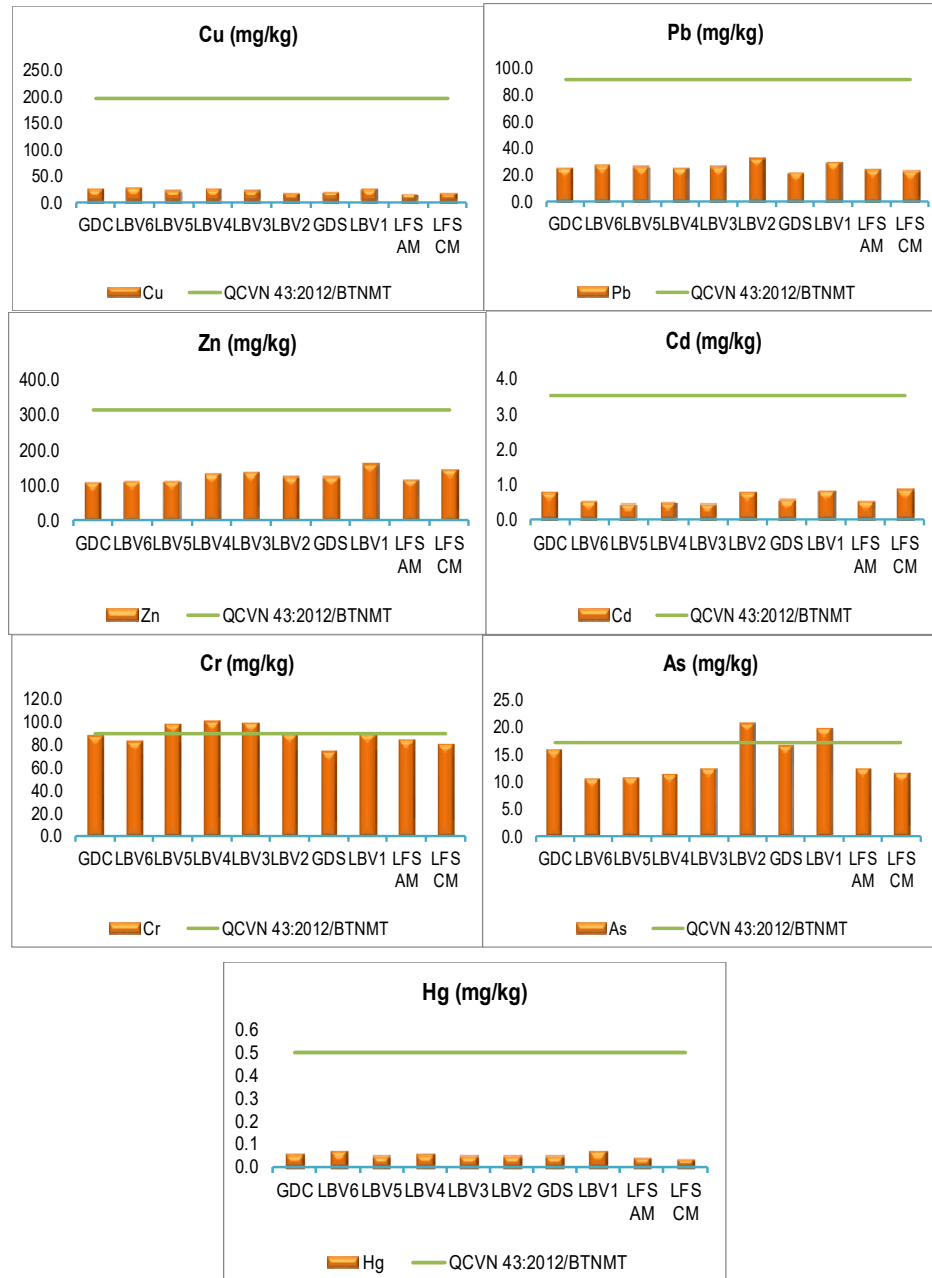 Cu (mg/kg)
250.0
200.0
150.0
100.0
50.0
0.0
GDC LBV6 LBV5 LBV4 LBV3 LBV2 GDS LBV1 LFS AM LFS CM
Cu QCVN 43:2012/BTNMT
Pb (mg/kg)
100.0
80.0
60.0
40.0
20.0
0.0
GDC LBV6 LBV5 LBV4 LBV3 LBV2 GDS LBV1 LFS AM LFS CM
Pb QCVN 43:2012/BTNMT
Zn (mg/kg)
400.0
300.0
200.0
100.0
0.0
GDC LBV6 LBV5 LBV4 LBV3 LBV2 GDS LBV1 LFS AM LFS CM
Zn QCVN 43:2012/BTNMT
Cd (mg/kg)
4.0
3.0
2.0
1.0
0.0
GDC LBV6 LBV5 LBV4 LBV3 LBV2 GDS LBV1 LFS AM LFS CM
Cd QCVN 43:2012/BTNMT
Cr (mg/kg)
120.0
100.0
80.0
60.0
40.0
20.0
0.0
GDC LBV6 LBV5 LBV4 LBV3 LBV2 GDS LBV1 LFS AM LFS CM
Cr QCVN 43:2012/BTNMT
As (mg/kg)
25.0
20.0
15.0
10.0
5.0
0.0
GDC LBV6 LBV5 LBV4 LBV3 LBV2 GDS LBV1 LFS AM LFS CM
As QCVN 43:2012/BTNMT
Hg (mg/kg)
0.6
0.5
0.4
0.3
0.2
0.1
0.0
GDC LBV6 LBV5 LBV4 LBV3 LBV2 GDS LBV1 LFS AM LFS CM
Hg QCVN 43:2012/BTNMT